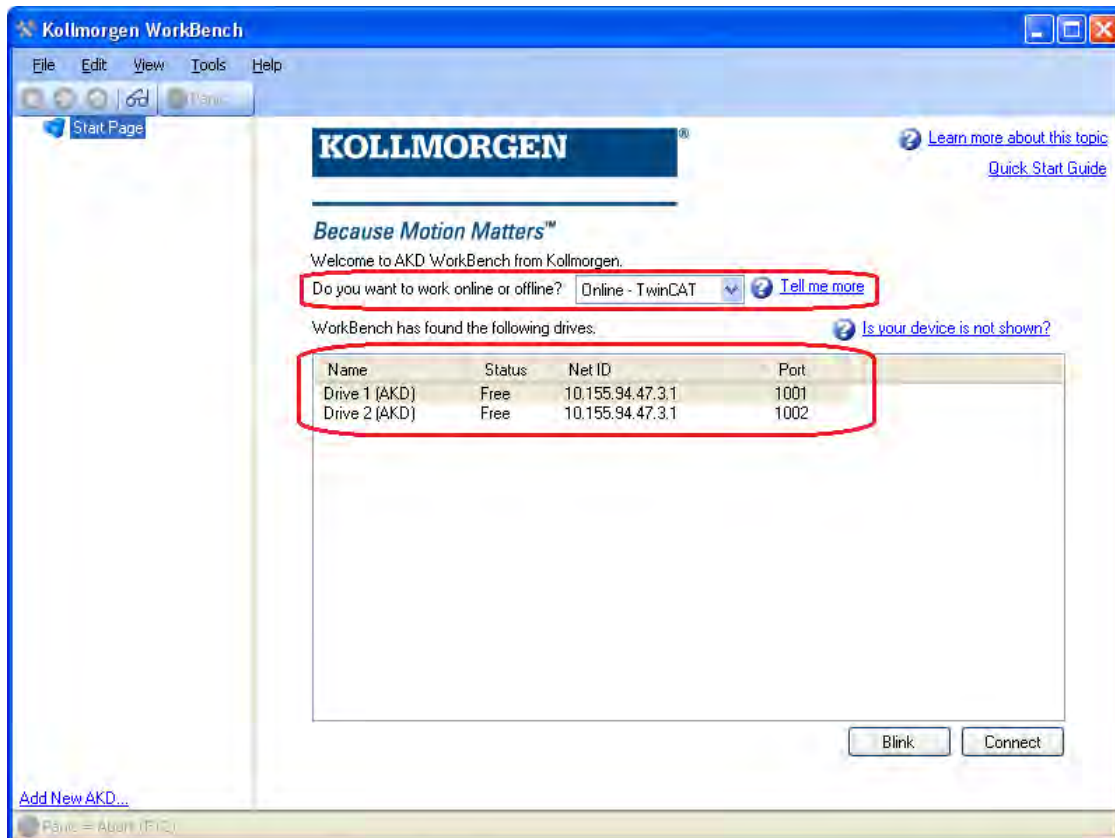 Kollmorgen WorkBench
File Edit View Tools Help
Panic
Start Page
KOLLMORGEN®
Learn more about this topic
Quick Start Guide
Because Motion Matters™
Welcome to AKD WorkBench from Kollmorgen.
Do you want to work online or offline? Online - TwinCAT Tell me more
WorkBench has found the following drives. Is your device is not shown?
Name Status Net ID Port
Drive 1 (AKD) Free 10.155.94.47.3.1 1001
Drive 2 (AKD) Free 10.155.94.47.3.1 1002
Blink Connect
Add New AKD...
Panic = Abort (F12)